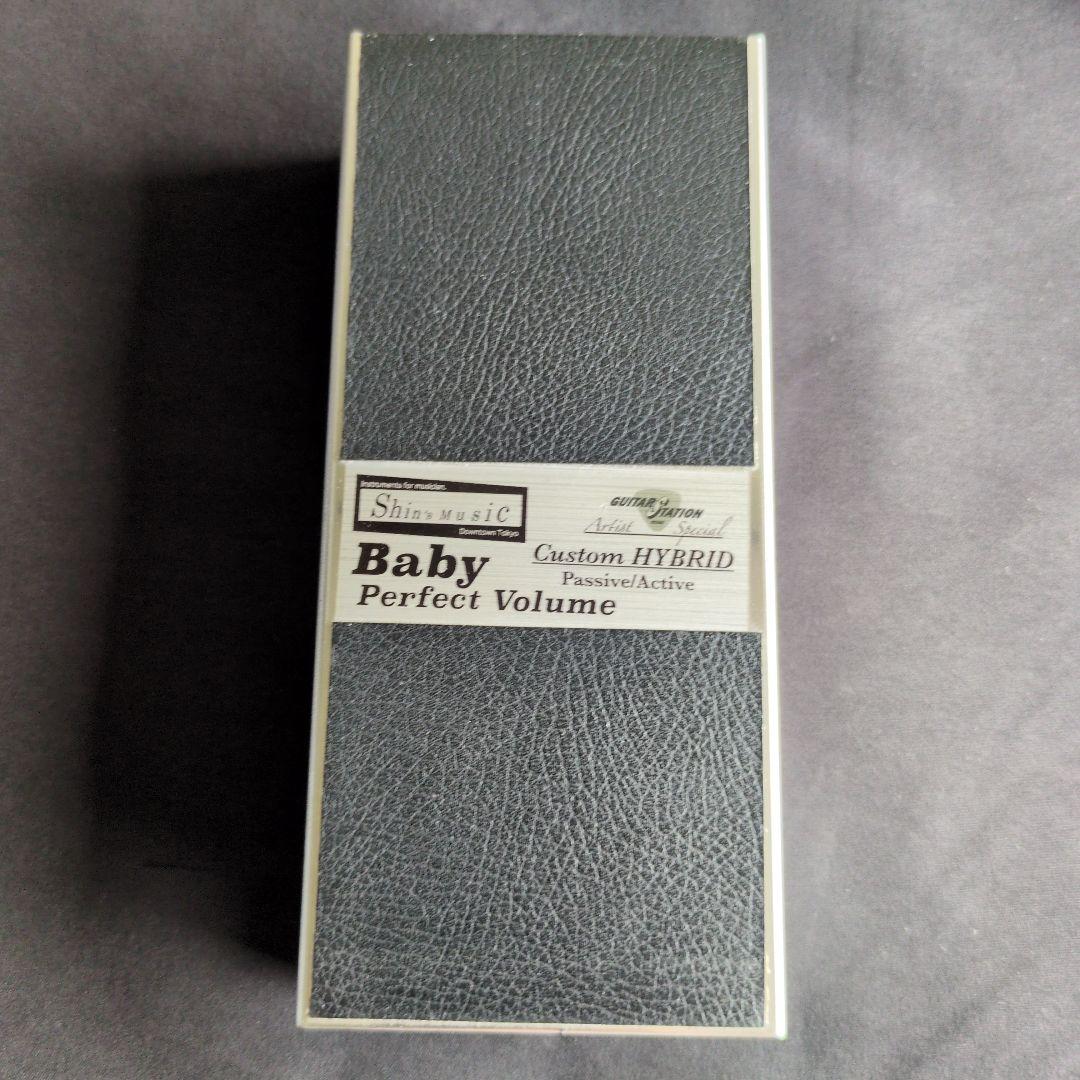 Instruments for musician.
Shin's Music
Downtown Tokyo
Baby
Perfect Volume
GUITAR STATION
Artist Special
Custom HYBRID
Passive/Active